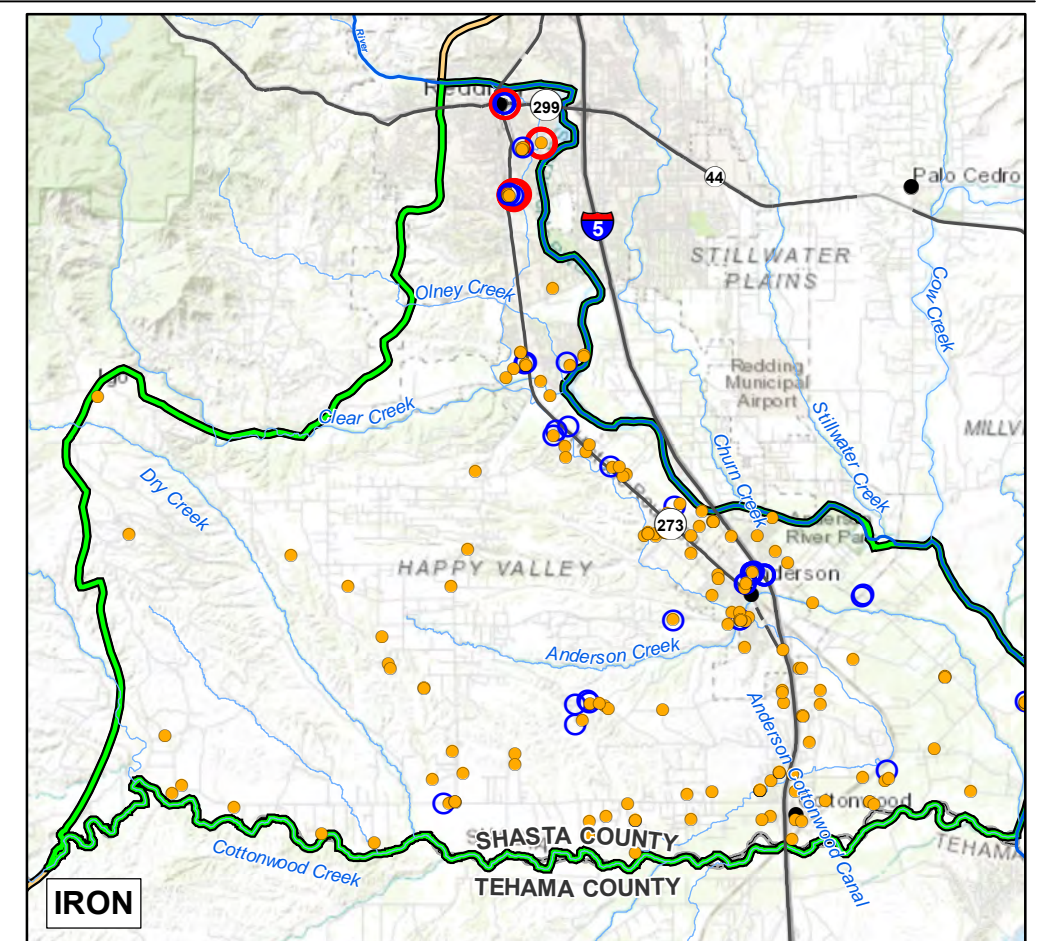 River
299
44
Palo Cedro
5
STILLWATER
PLAINS
Cow Creek
Olney Creek
Redding
Municipal
Airport
Clear Creek
Stillwater Creek
Churn Creek
Dry Creek
273
River Pa
HAPPY VALLEY
Anderson Creek
Anderson Cottonwood Canal
SHASTA COUNTY
TEHAMA
Cottonwood Creek
TEHAMA COUNTY
IRON